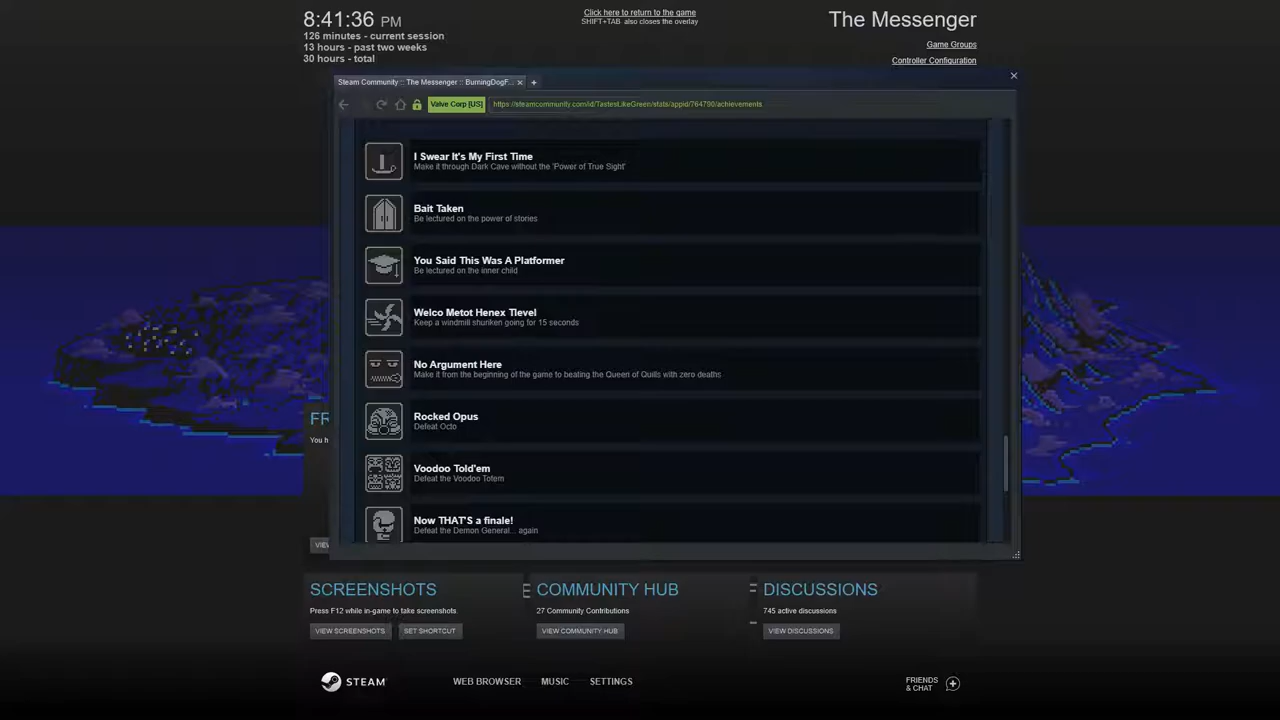 8:41:36 PM
126 minutes - current session
13 hours - past two weeks
30 hours - total
Click here to return to the game
SHIFT+TAB also closes the overlay
The Messenger
Game Groups
Controller Configuration
Steam Community :: The Messenger :: BurningDogF...
Valve Corp [US]
https://steamcommunity.com/id/TastesLikeGreen/stats/appid/764790/achievements
I Swear It's My First Time
Make it through Dark Cave without the 'Power of True Sight'
Bait Taken
Be lectured on the power of stories
You Said This Was A Platformer
Be lectured on the inner child
Welco Metot Henex Tlevel
Keep a windmill shuriken going for 15 seconds
No Argument Here
Make it from the beginning of the game to beating the Queen of Quills with zero deaths
Rocked Opus
Defeat Octo
Voodoo Told'em
Defeat the Voodoo Totem
Now THAT'S a finale!
Defeat the Demon General... again
FR
You h
VIE
SCREENSHOTS
Press F12 while in-game to take screenshots
VIEW SCREENSHOTS
SET SHORTCUT
COMMUNITY HUB
27 Community Contributions
VIEW COMMUNITY HUB
DISCUSSIONS
745 active discussions
VIEW DISCUSSIONS
STEAM
WEB BROWSER
MUSIC
SETTINGS
FRIENDS
& CHAT